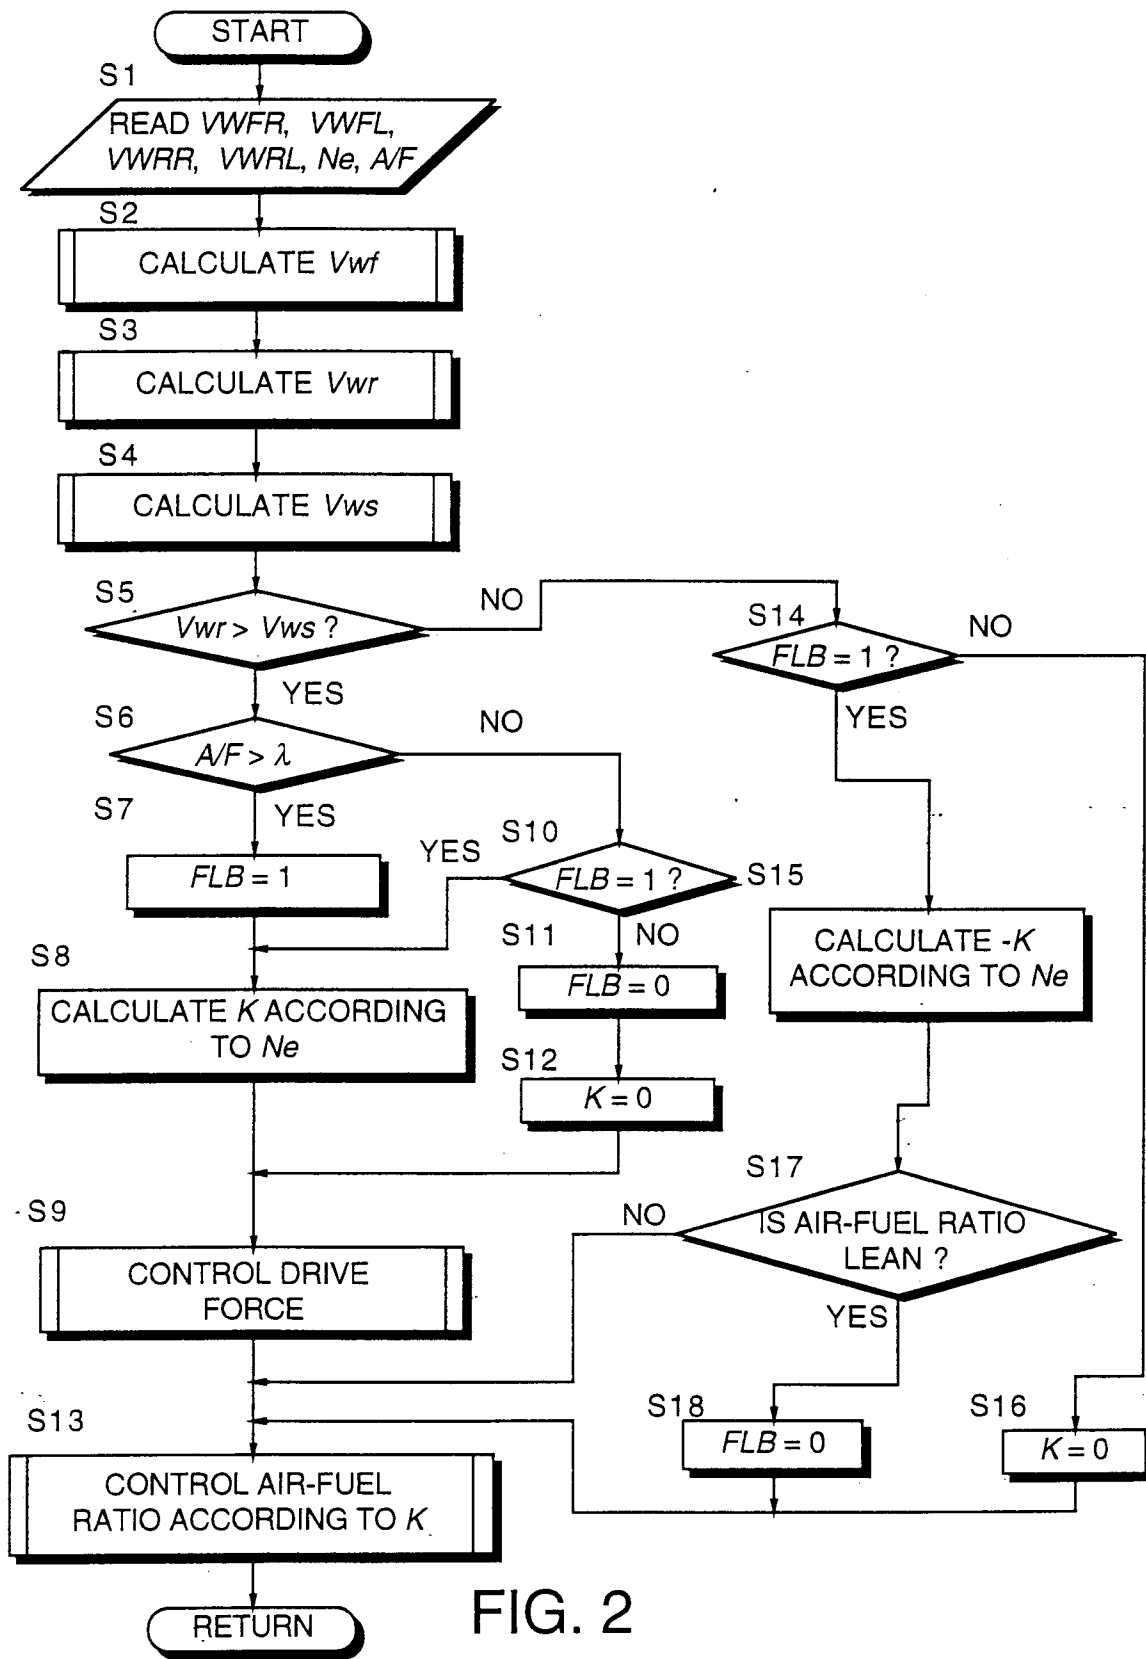 START
S1
READ VWFR, VWFL,
VWRR, VWRL, Ne, A/F
S2
CALCULATE Vwf
S3
CALCULATE Vwr
S4
CALCULATE Vws
S5
Vwr > Vws ?
NO
YES
S14
FLB = 1 ?
NO
YES
S6
A/F > λ
NO
YES
S7
FLB = 1
S10
FLB = 1 ?
YES
NO
S15
CALCULATE -K
ACCORDING TO Ne
S11
FLB = 0
S8
CALCULATE K ACCORDING
TO Ne
S12
K = 0
S17
IS AIR-FUEL RATIO
LEAN ?
NO
YES
S9
CONTROL DRIVE
FORCE
S18
FLB = 0
S16
K = 0
S13
CONTROL AIR-FUEL
RATIO ACCORDING TO K
RETURN
FIG. 2